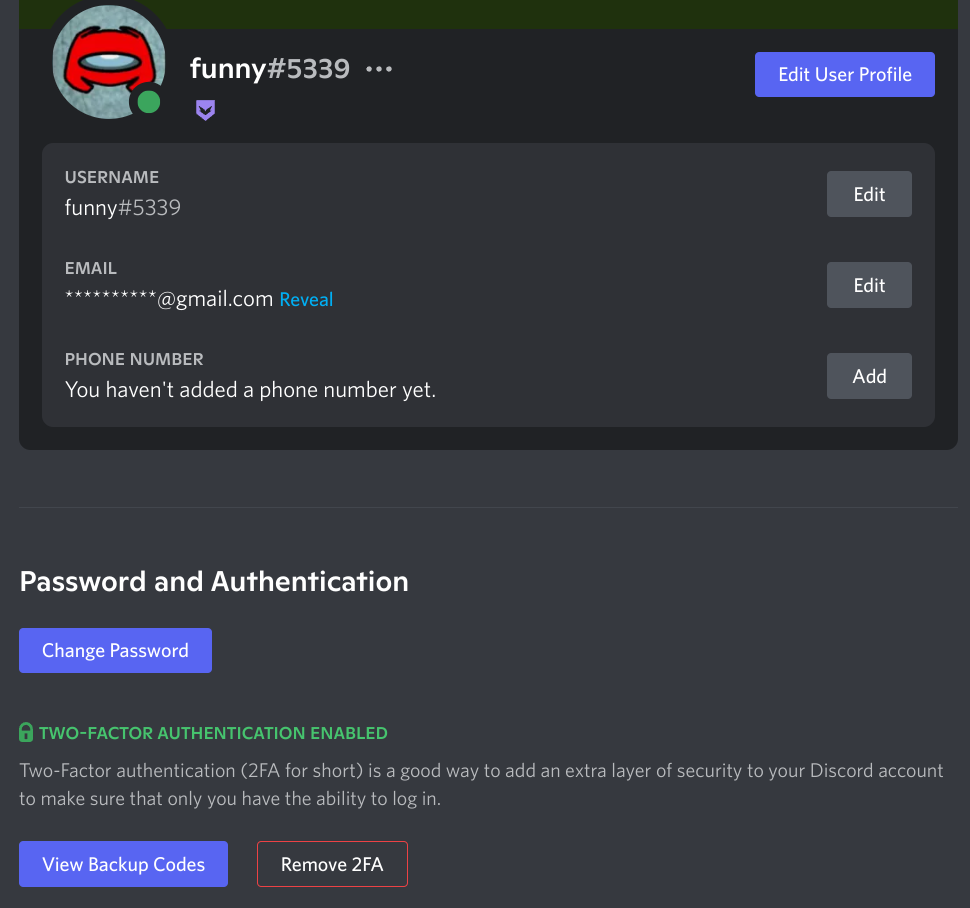 funny#5339
Edit User Profile
USERNAME
funny#5339
Edit
EMAIL
**********@gmail.com Reveal
Edit
PHONE NUMBER
You haven't added a phone number yet.
Add
Password and Authentication
Change Password
TWO-FACTOR AUTHENTICATION ENABLED
Two-Factor authentication (2FA for short) is a good way to add an extra layer of security to your Discord account
to make sure that only you have the ability to log in.
View Backup Codes
Remove 2FA